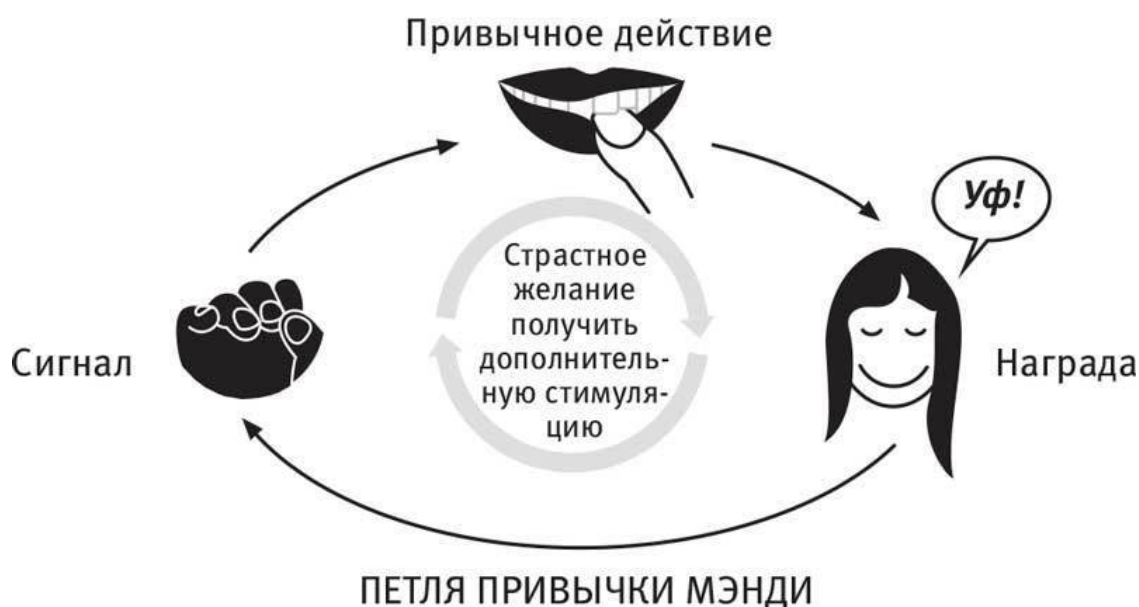 Привычное действие
Уф!
Страстное
желание
получить
дополнитель-
ную стимуля-
цию
Сигнал
Награда
ПЕТЛЯ ПРИВЫЧКИ МЭНДИ